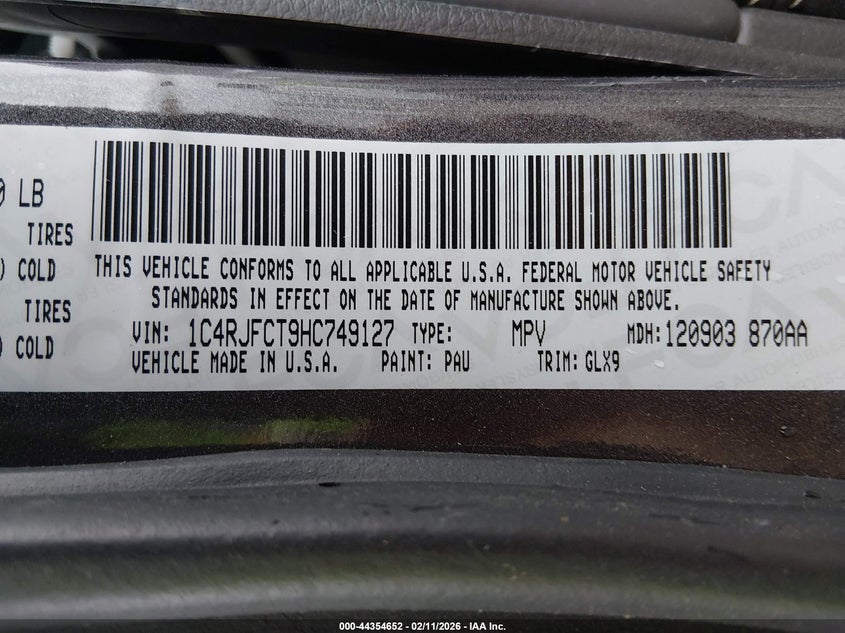 0 LB
TIRES
) COLD
TIRES
) COLD
THIS VEHICLE CONFORMS TO ALL APPLICABLE U.S.A. FEDERAL MOTOR VEHICLE SAFETY
STANDARDS IN EFFECT ON THE DATE OF MANUFACTURE SHOWN ABOVE.
VIN: 1C4RJFCT9HC749127 TYPE: MPV MDH:120903 870AA
VEHICLE MADE IN U.S.A. PAINT: PAU TRIM: GLX9
000-44354652 - 02/11/2026 - IAA Inc.